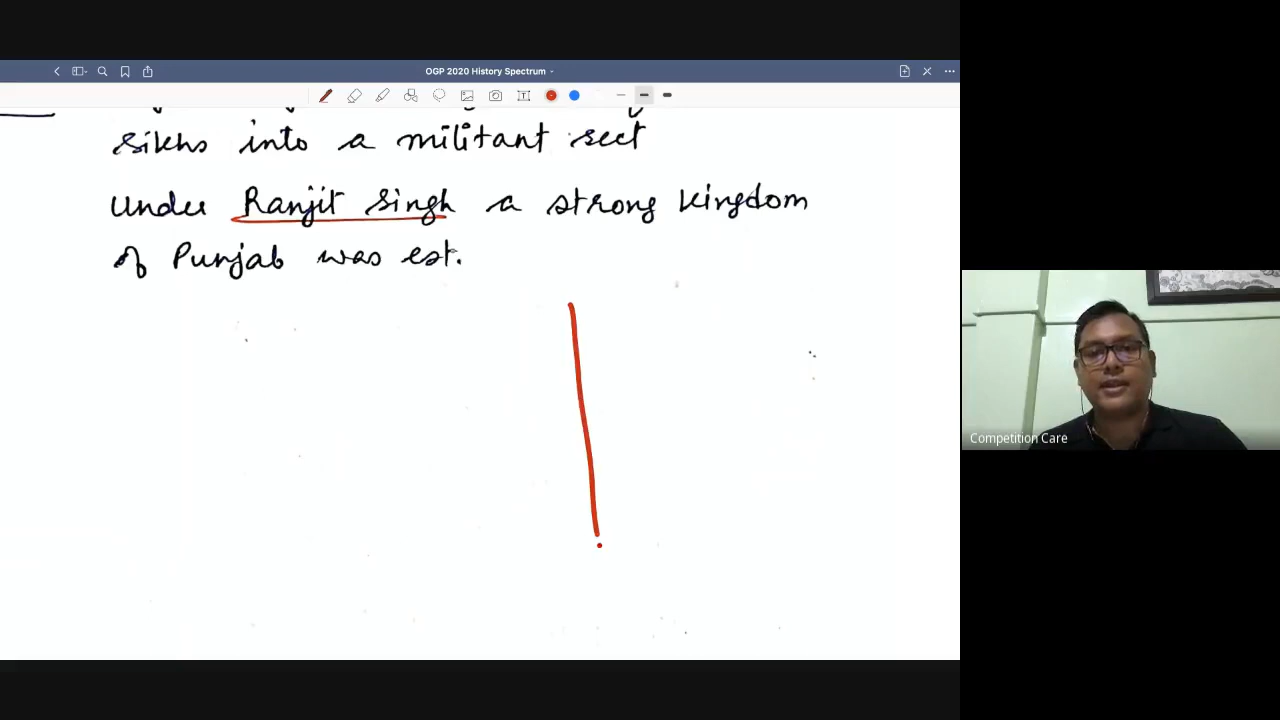 OGP 2020 History Spectrum
sikhs into a militant sect
Under Ranjit Singh a strong kingdom
of Punjab was est.
Competition Care